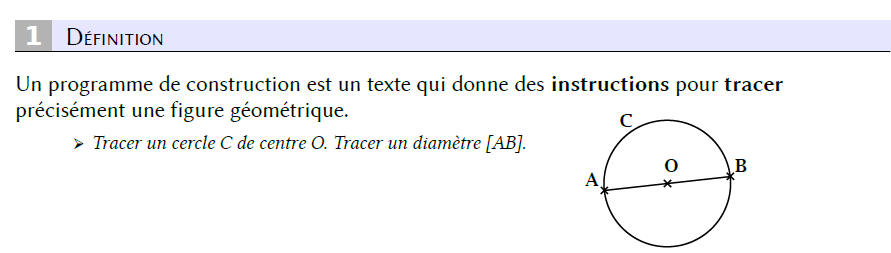 1 DÉFINITION
Un programme de construction est un texte qui donne des instructions pour tracer
précisément une figure géométrique.
➢ Tracer un cercle C de centre O. Tracer un diamètre [AB].
C
O
B
A